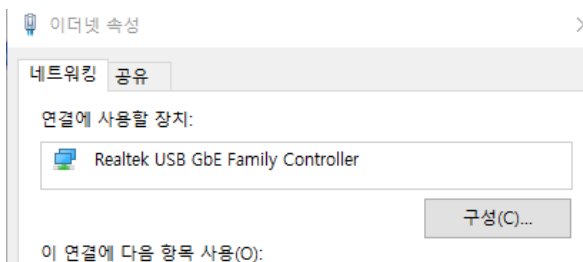 이더넷 속성
네트워킹 공유
연결에 사용할 장치:
Realtek USB GbE Family Controller
구성(C)...
이 연결에 다음 항목 사용(O):